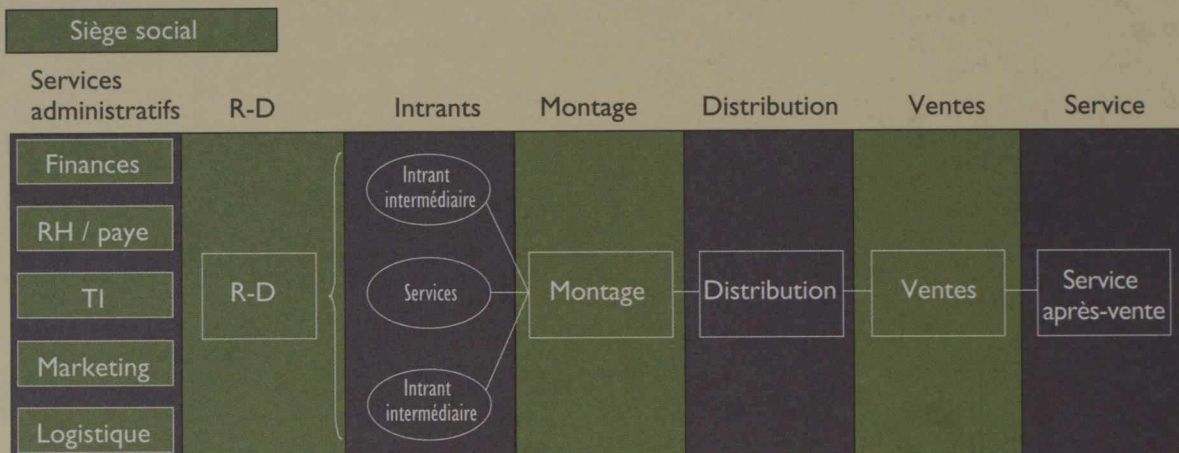 Siège social
Services
administratifs
R-D
Intrants
Montage
Distribution
Ventes
Service
Finances
RH / paye
TI
Marketing
Logistique
R-D
Intrant
intermédiaire
Services
Intrant
intermédiaire
Montage
Distribution
Ventes
Service
après-vente